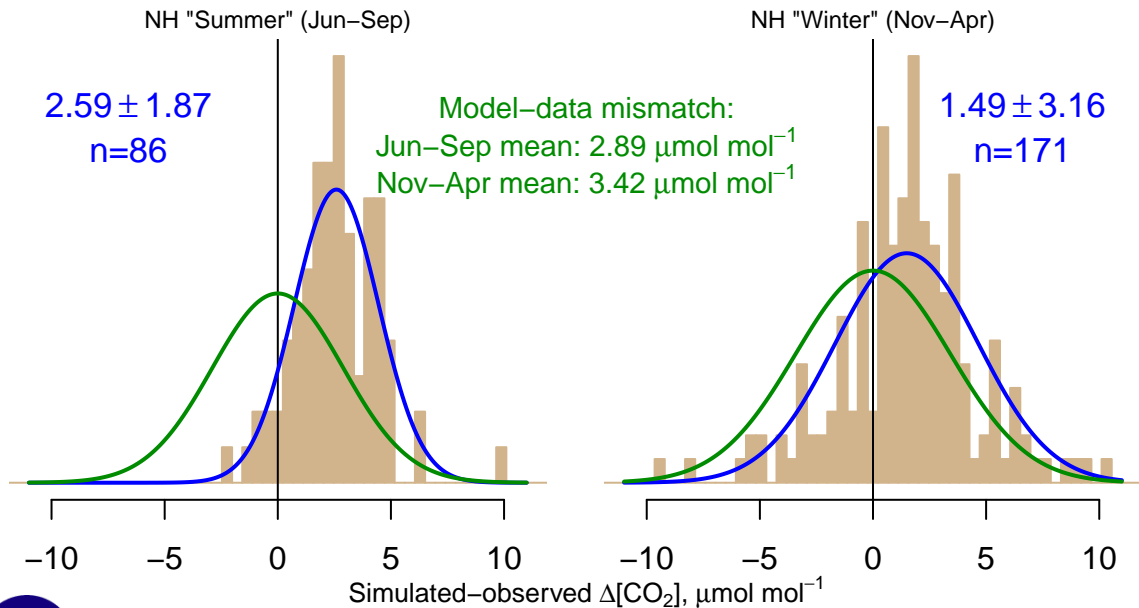 NH "Summer" (Jun−Sep)
NH "Winter" (Nov−Apr)
2.59 ± 1.87
n=86
Model−data mismatch:
Jun−Sep mean: 2.89 μmol mol⁻¹
Nov−Apr mean: 3.42 μmol mol⁻¹
1.49 ± 3.16
n=171
−10 −5 0 5 10
−10 −5 0 5 10
Simulated−observed Δ[CO₂], μmol mol⁻¹